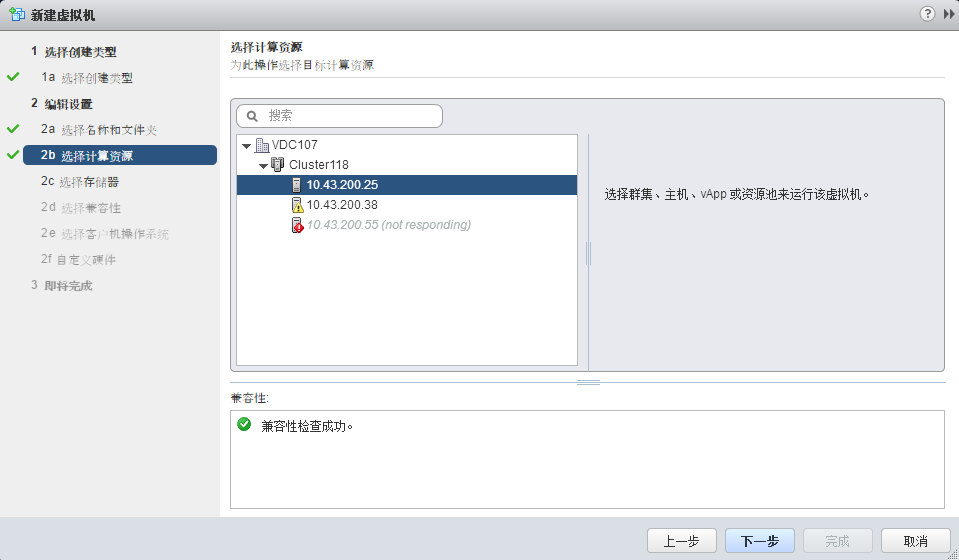 新建虚拟机
?
1 选择创建类型
1a 选择创建类型
2 编辑设置
2a 选择名称和文件夹
2b 选择计算资源
2c 选择存储器
2d 选择兼容性
2e 选择客户机操作系统
2f 自定义硬件
3 即将完成
选择计算资源
为此操作选择目标计算资源
搜索
VDC107
Cluster118
10.43.200.25
10.43.200.38
10.43.200.55 (not responding)
选择群集、主机、vApp 或资源池来运行该虚拟机。
兼容性:
兼容性检查成功。
上一步
下一步
完成
取消